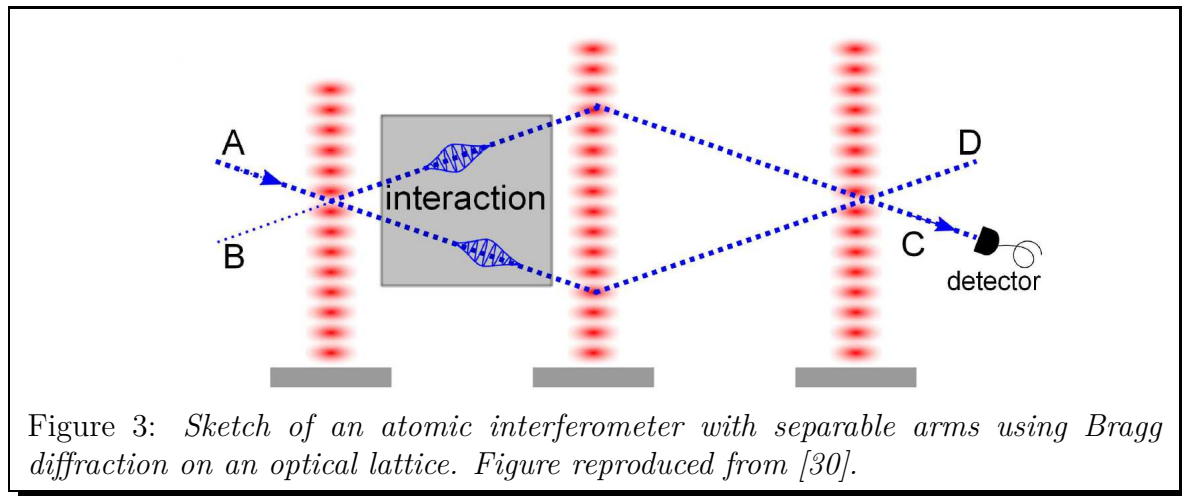 A
B
interaction
D
C
detector
Figure 3: Sketch of an atomic interferometer with separable arms using Bragg
diffraction on an optical lattice. Figure reproduced from [30].